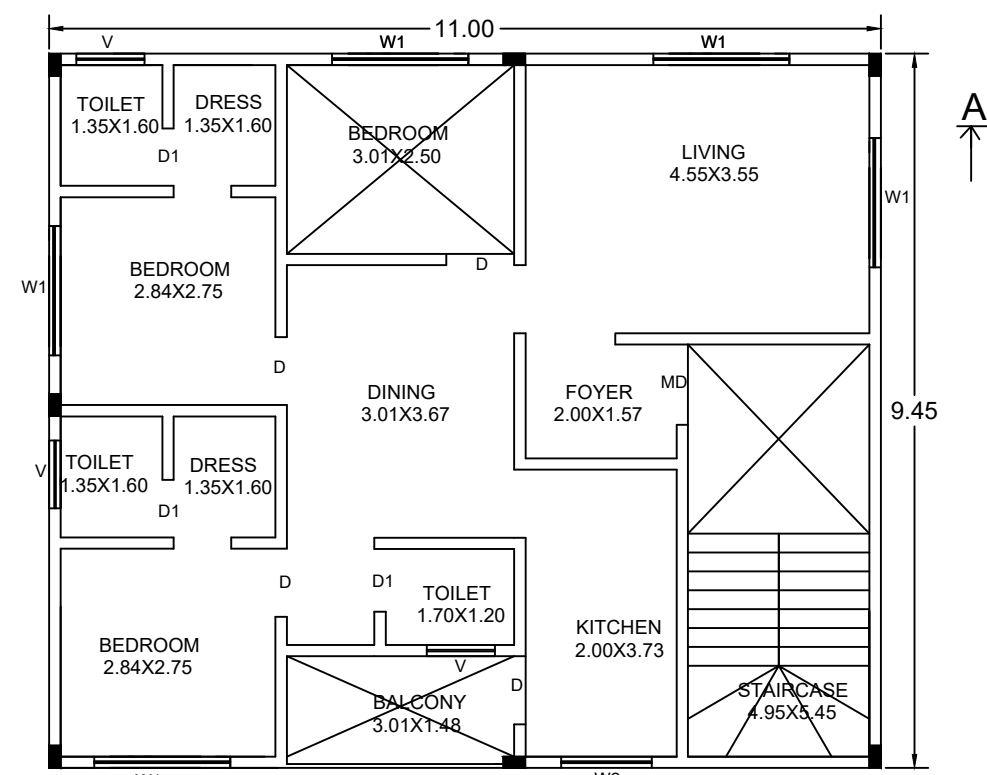 11.00
V
W1
W1
TOILET
1.35X1.60
DRESS
1.35X1.60
D1
BEDROOM
3.01X2.50
LIVING
4.55X3.55
A
W1
BEDROOM
2.84X2.75
W1
D
D
DINING
3.01X3.67
FOYER
2.00X1.57
MD
9.45
V
TOILET
1.35X1.60
DRESS
1.35X1.60
D1
D
D1
TOILET
1.70X1.20
V
BEDROOM
2.84X2.75
KITCHEN
2.00X3.73
BALCONY
3.01X1.48
D
STAIRCASE
4.95X5.45